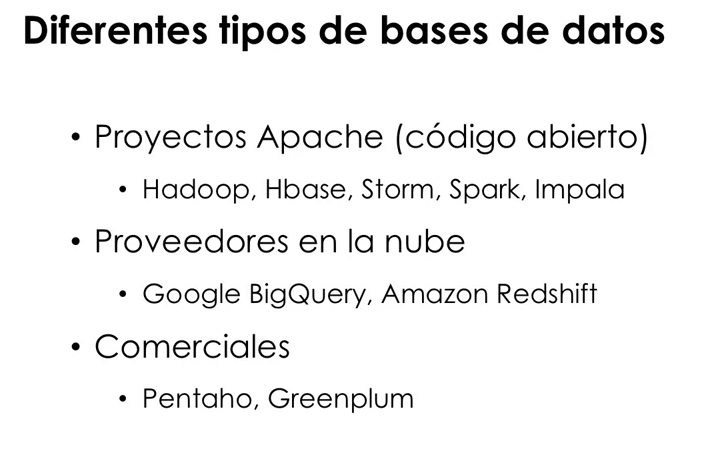 Diferentes tipos de bases de datos
• Proyectos Apache (código abierto)
• Hadoop, Hbase, Storm, Spark, Impala
• Proveedores en la nube
• Google BigQuery, Amazon Redshift
• Comerciales
• Pentaho, Greenplum